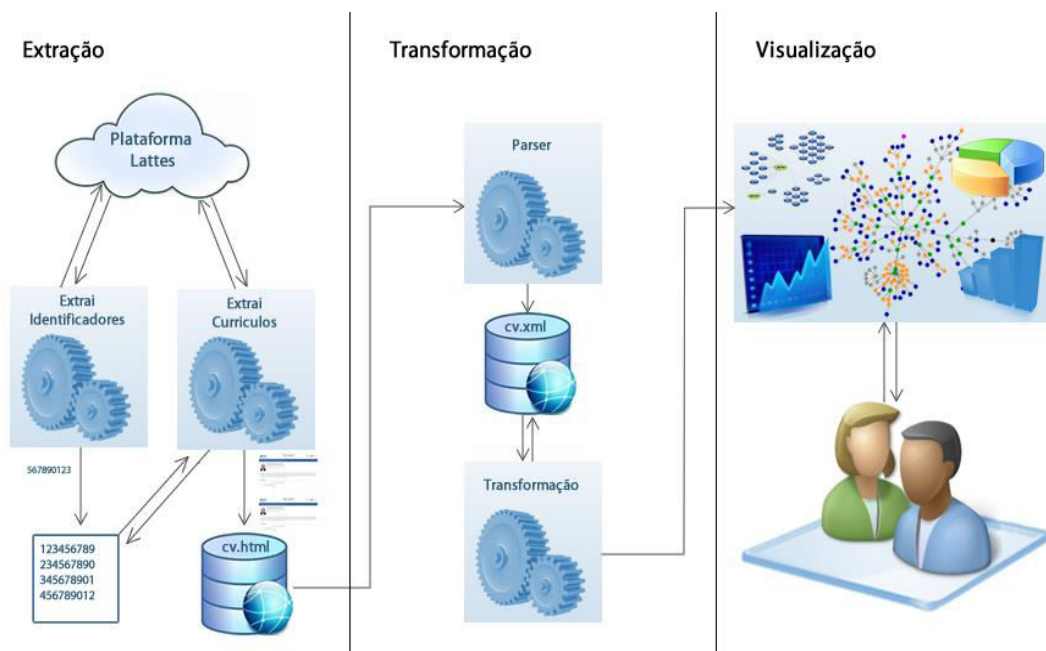 Extração
Plataforma
Lattes
Extrai
Identificadores
Extrai
Curriculos
567890123
123456789
234567890
345678901
456789012
cv.html
Transformação
Parser
cv.xml
Transformação
Visualização